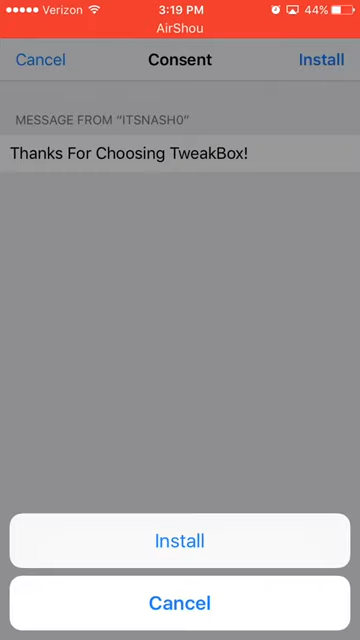 Verizon 3:19 PM 44%
AirShou
Cancel Consent Install
MESSAGE FROM “ITSNASH0”
Thanks For Choosing TweakBox!
Install
Cancel